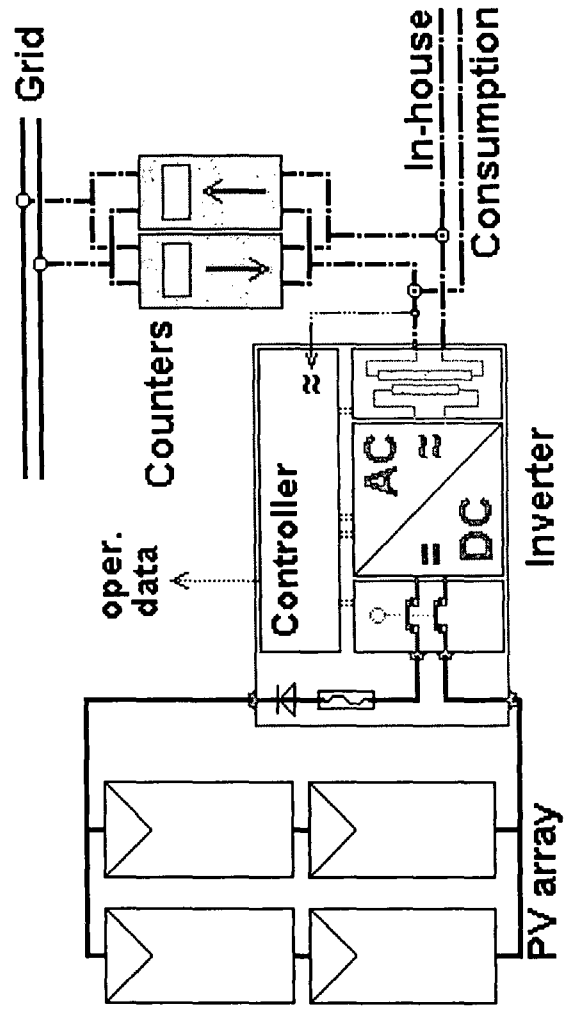 Grid
In-house
Consumption
Counters
oper.
data
Controller
≈
AC
≈
=
DC
Inverter
PV array